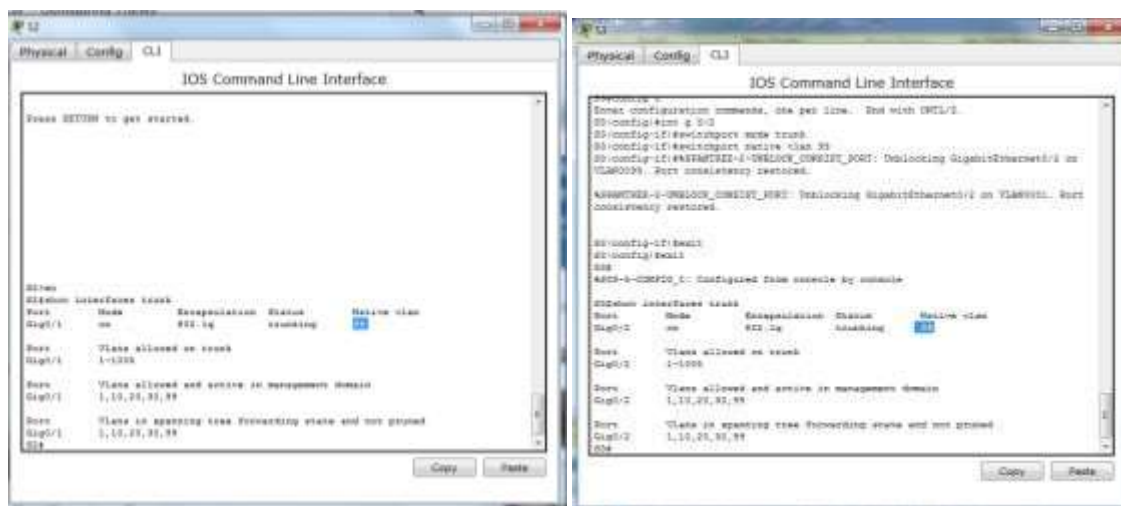 Physical Config CLI
IOS Command Line Interface
Press RETURN to get started.
S2>en
S2#show interfaces trunk
Port Mode Encapsulation Status Native vlan
Gig0/1 on 802.1q trunking 99
Port Vlans allowed on trunk
Gig0/1 1-1005
Port Vlans allowed and active in management domain
Gig0/1 1,10,20,30,99
Port Vlans in spanning tree forwarding state and not pruned
Gig0/1 1,10,20,30,99
S2#
Copy Paste
Physical Config CLI
IOS Command Line Interface
Enter configuration commands, one per line. End with CNTL/Z.
S3(config)#int g 0/2
S3(config-if)#switchport mode trunk
S3(config-if)#switchport native vlan 99
S3(config-if)#%SPANTREE-2-UNBLOCK_CONSIST_PORT: Unblocking GigabitEthernet0/2 on
VLAN0099. Port consistency restored.
%SPANTREE-2-UNBLOCK_CONSIST_PORT: Unblocking GigabitEthernet0/2 on VLAN0001. Port
consistency restored.
S3(config-if)#exit
S3(config)#exit
S3#
%SYS-5-CONFIG_I: Configured from console by console
S3#show interfaces trunk
Port Mode Encapsulation Status Native vlan
Gig0/2 on 802.1q trunking 99
Port Vlans allowed on trunk
Gig0/2 1-1005
Port Vlans allowed and active in management domain
Gig0/2 1,10,20,30,99
Port Vlans in spanning tree forwarding state and not pruned
Gig0/2 1,10,20,30,99
S3#
Copy Paste